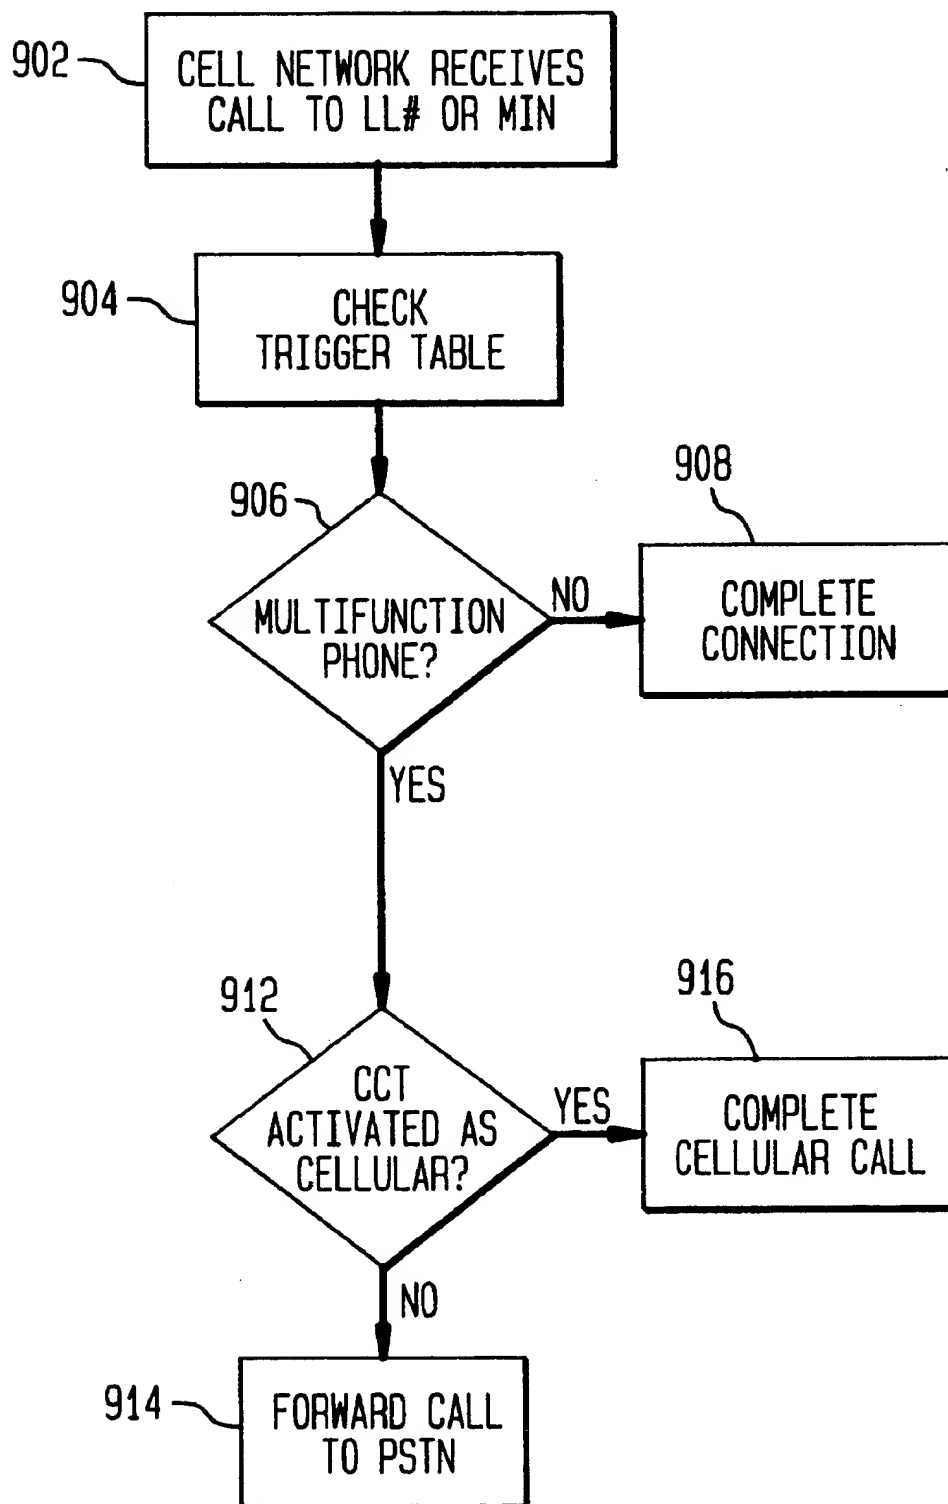 902
CELL NETWORK RECEIVES
CALL TO LL# OR MIN
904
CHECK
TRIGGER TABLE
906
MULTIFUNCTION
PHONE?
NO
908
COMPLETE
CONNECTION
YES
912
CCT
ACTIVATED AS
CELLULAR?
YES
916
COMPLETE
CELLULAR CALL
NO
914
FORWARD CALL
TO PSTN